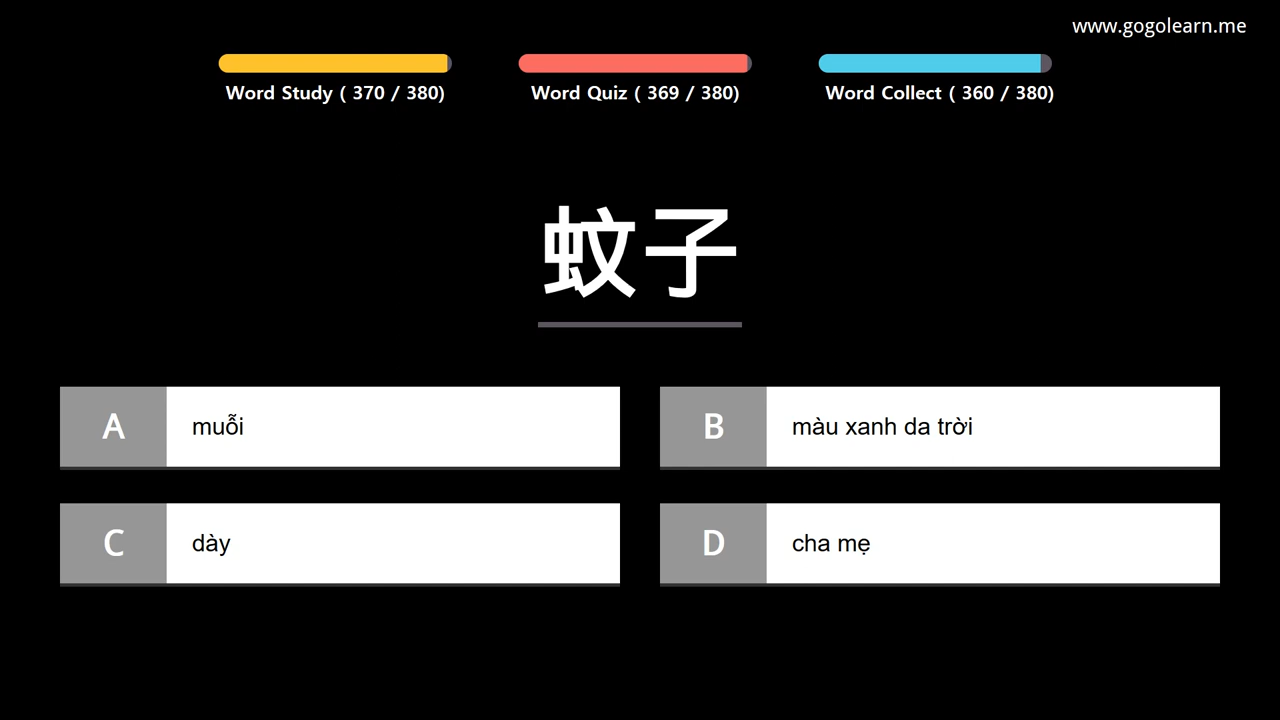 www.gogolearn.me
Word Study ( 370 / 380)
Word Quiz ( 369 / 380)
Word Collect ( 360 / 380)
蚊子
A muỗi
B màu xanh da trời
C dày
D cha mẹ